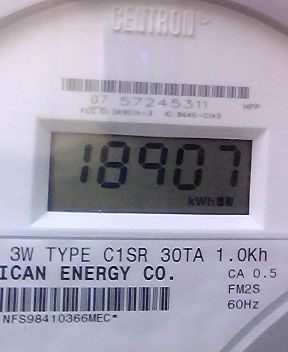 CENTRON
07 57245311 HPP
18907
kWh
3W TYPE C1SR 30TA 1.0Kh
ICAN ENERGY CO. CA 0.5
FM2S
60Hz
NFS98410366MEC*